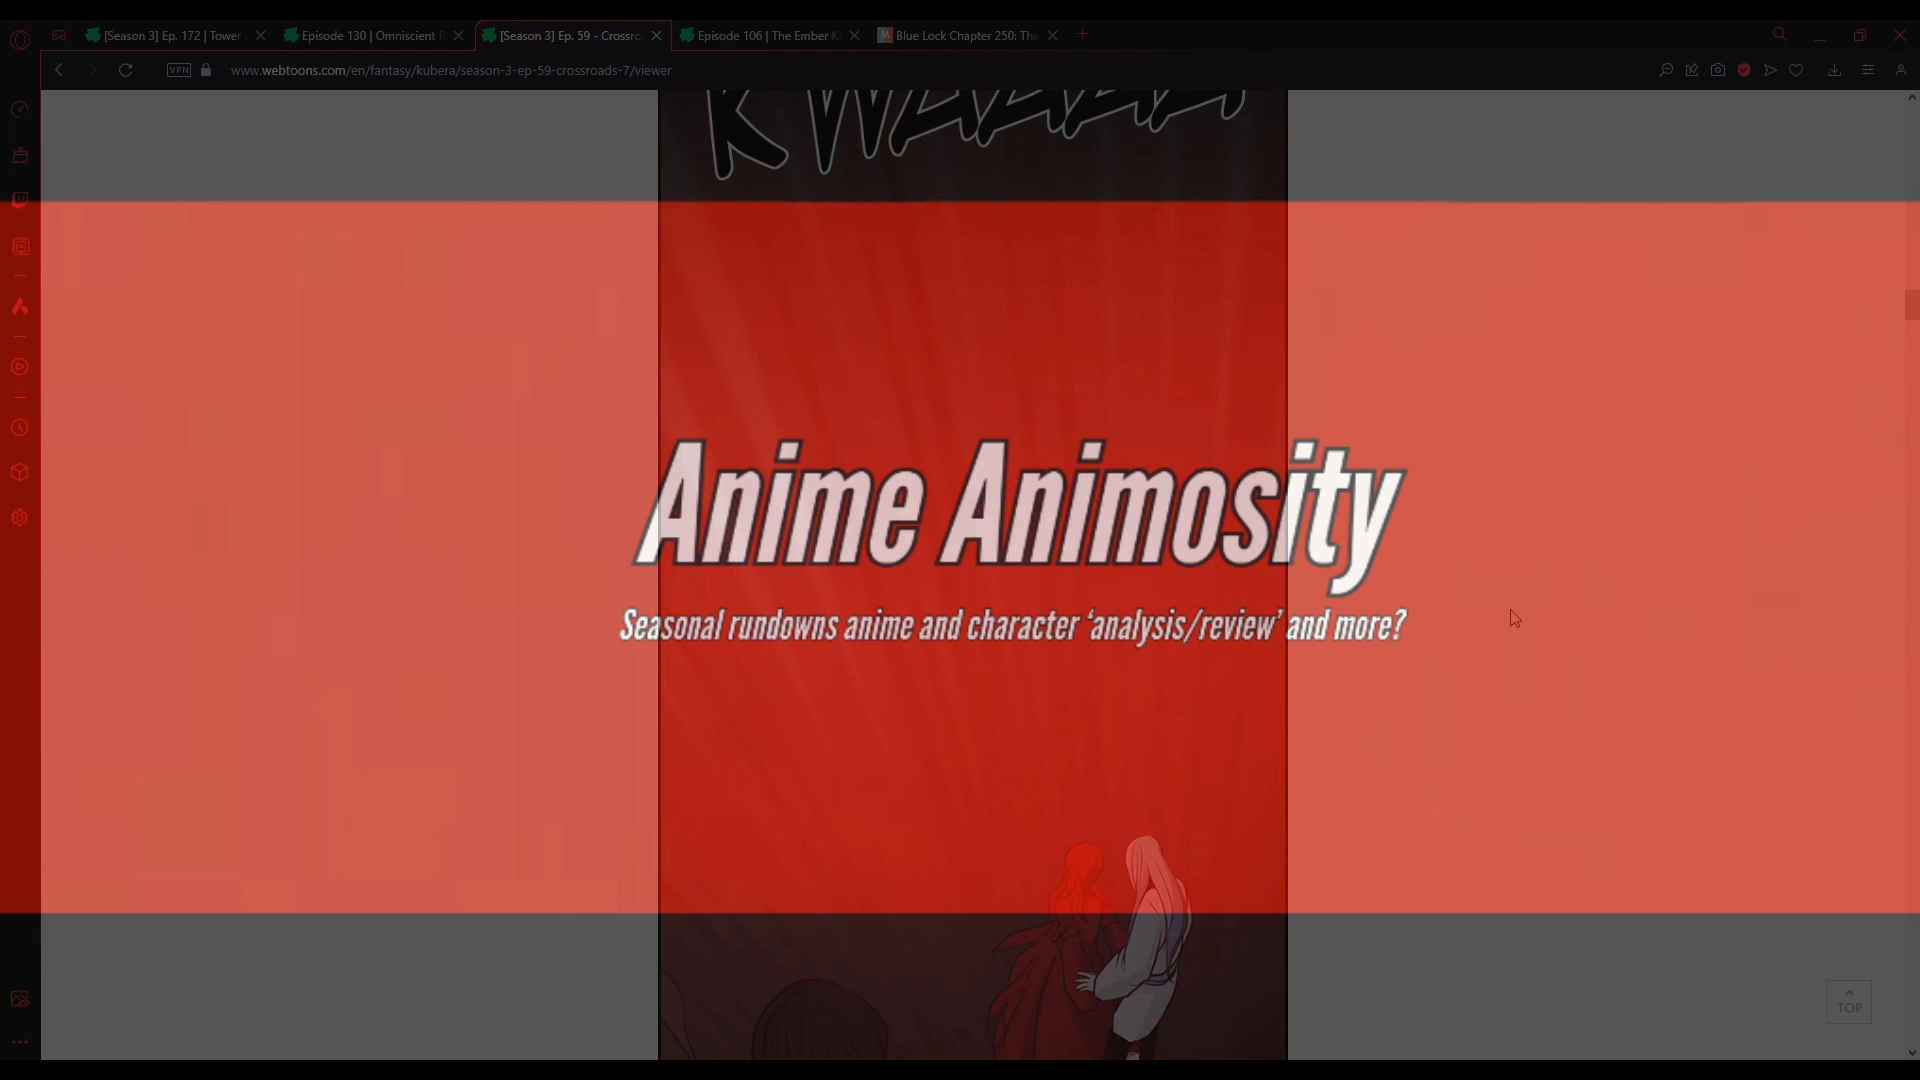 [Season 3] Ep. 172 | Tower
Episode 130 | Omniscient R
[Season 3] Ep. 59 - Crossro
Episode 106 | The Ember K
Blue Lock Chapter 250: The
VPN
www.webtoons.com/en/fantasy/kubera/season-3-ep-59-crossroads-7/viewer
Anime Animosity
Seasonal rundowns anime and character ‘analysis/review’ and more?
TOP